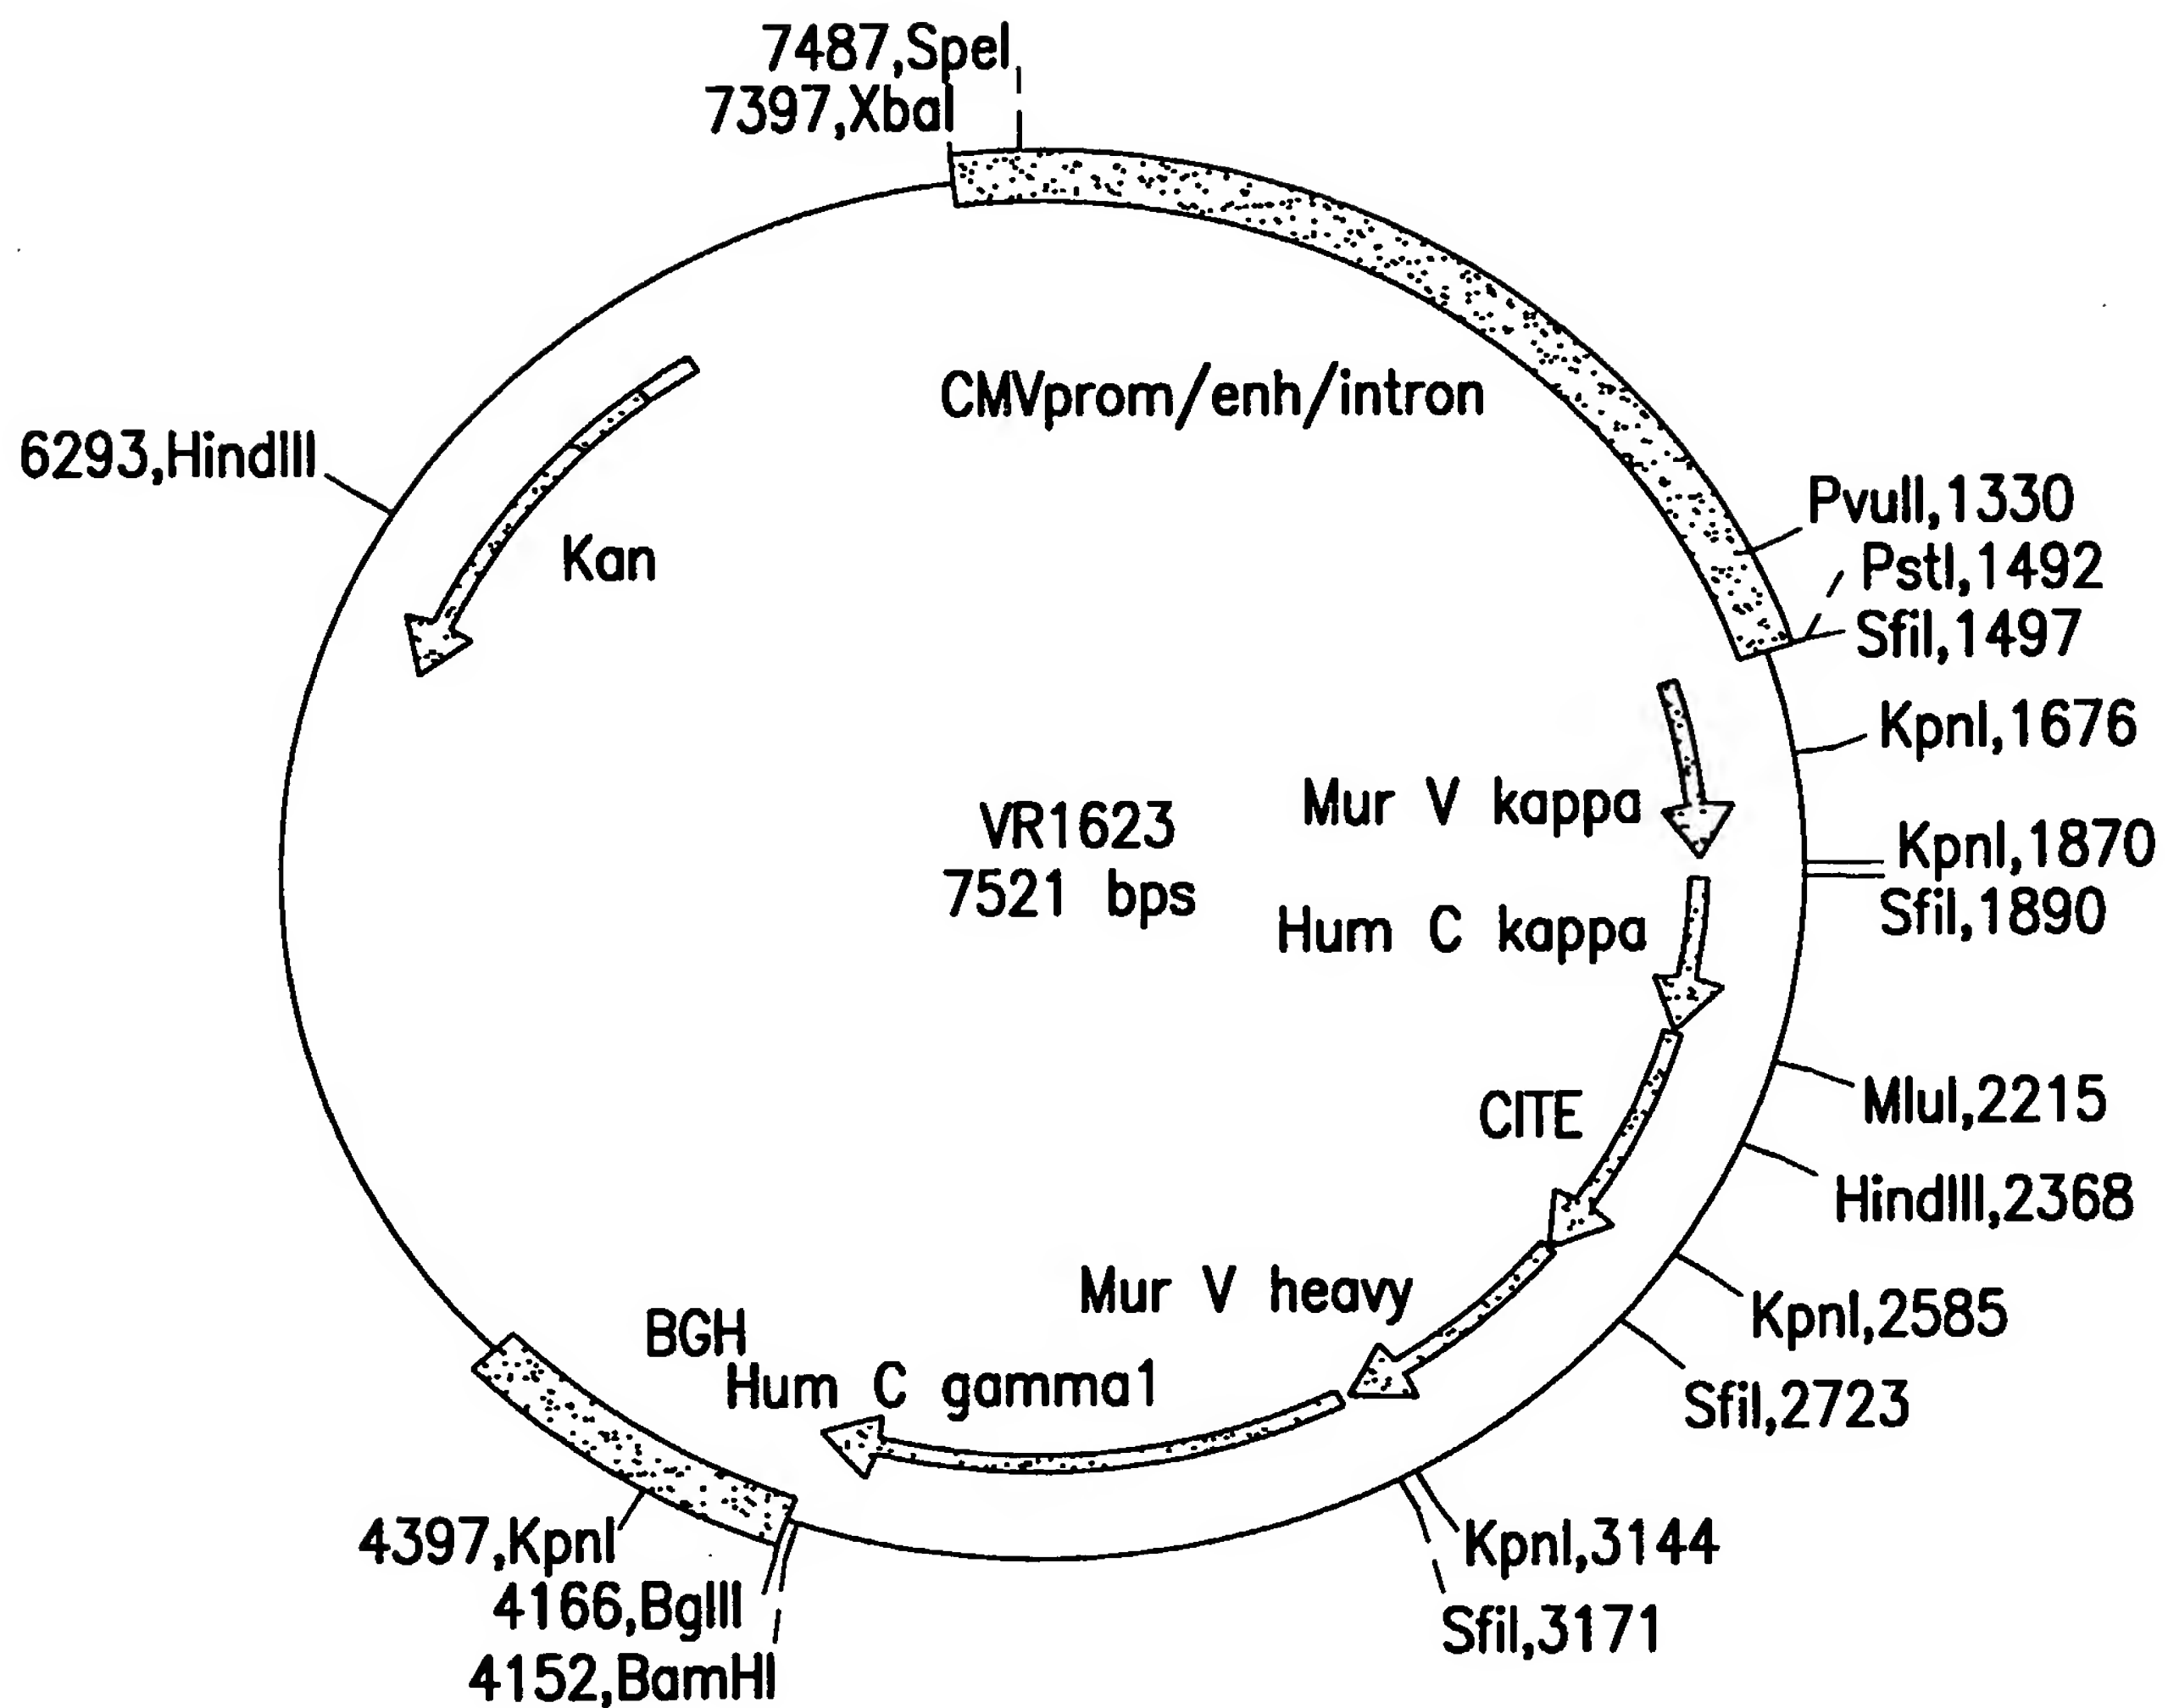 7487,SpeI
7397,XbaI
CMVprom/enh/intron
6293,HindIII
Kan
PvuII,1330
PstI,1492
SfiI,1497
KpnI,1676
Mur V kappa
VR1623
7521 bps
KpnI,1870
SfiI,1890
Hum C kappa
MluI,2215
CITE
HindIII,2368
Mur V heavy
KpnI,2585
BGH
Hum C gamma1
SfiI,2723
4397,KpnI
KpnI,3144
4166,BglII
SfiI,3171
4152,BamHI